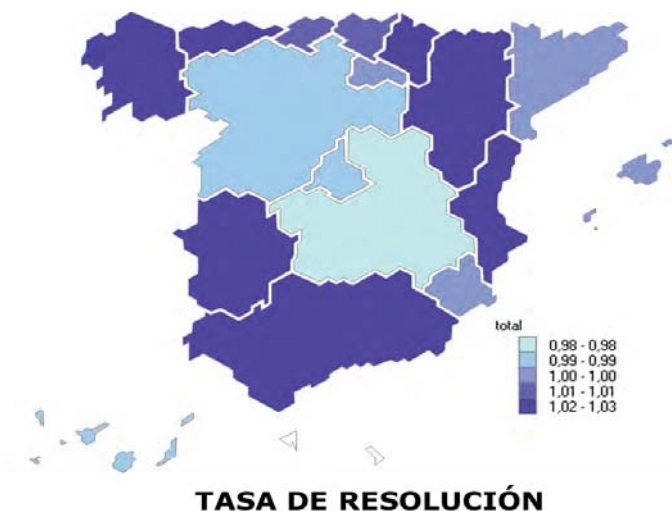 total
0,98 - 0,98
0,99 - 0,99
1,00 - 1,00
1,01 - 1,01
1,02 - 1,03
TASA DE RESOLUCIÓN